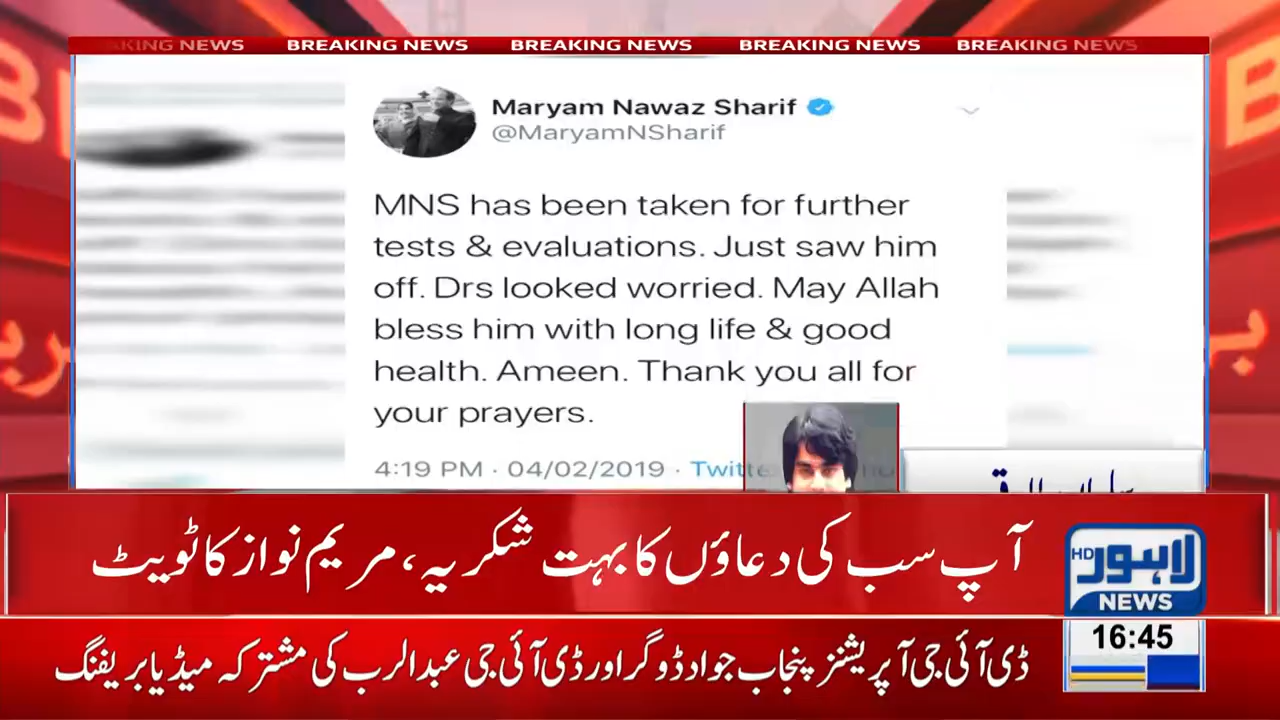 BREAKING NEWS BREAKING NEWS BREAKING NEWS BREAKING NEWS
Maryam Nawaz Sharif
@MaryamNSharif
MNS has been taken for further
tests & evaluations. Just saw him
off. Drs looked worried. May Allah
bless him with long life & good
health. Ameen. Thank you all for
your prayers.
4:19 PM · 04/02/2019 ·
آپ سب کی دعاؤں کا بہت شکریہ، مریم نواز کا ٹویٹ
HD لاہور
NEWS
16:45
ڈی آئی جی آپریشنز پنجاب جواد ڈوگر اور ڈی آئی جی عبدالرب کی مشترکہ میڈیا بریفنگ